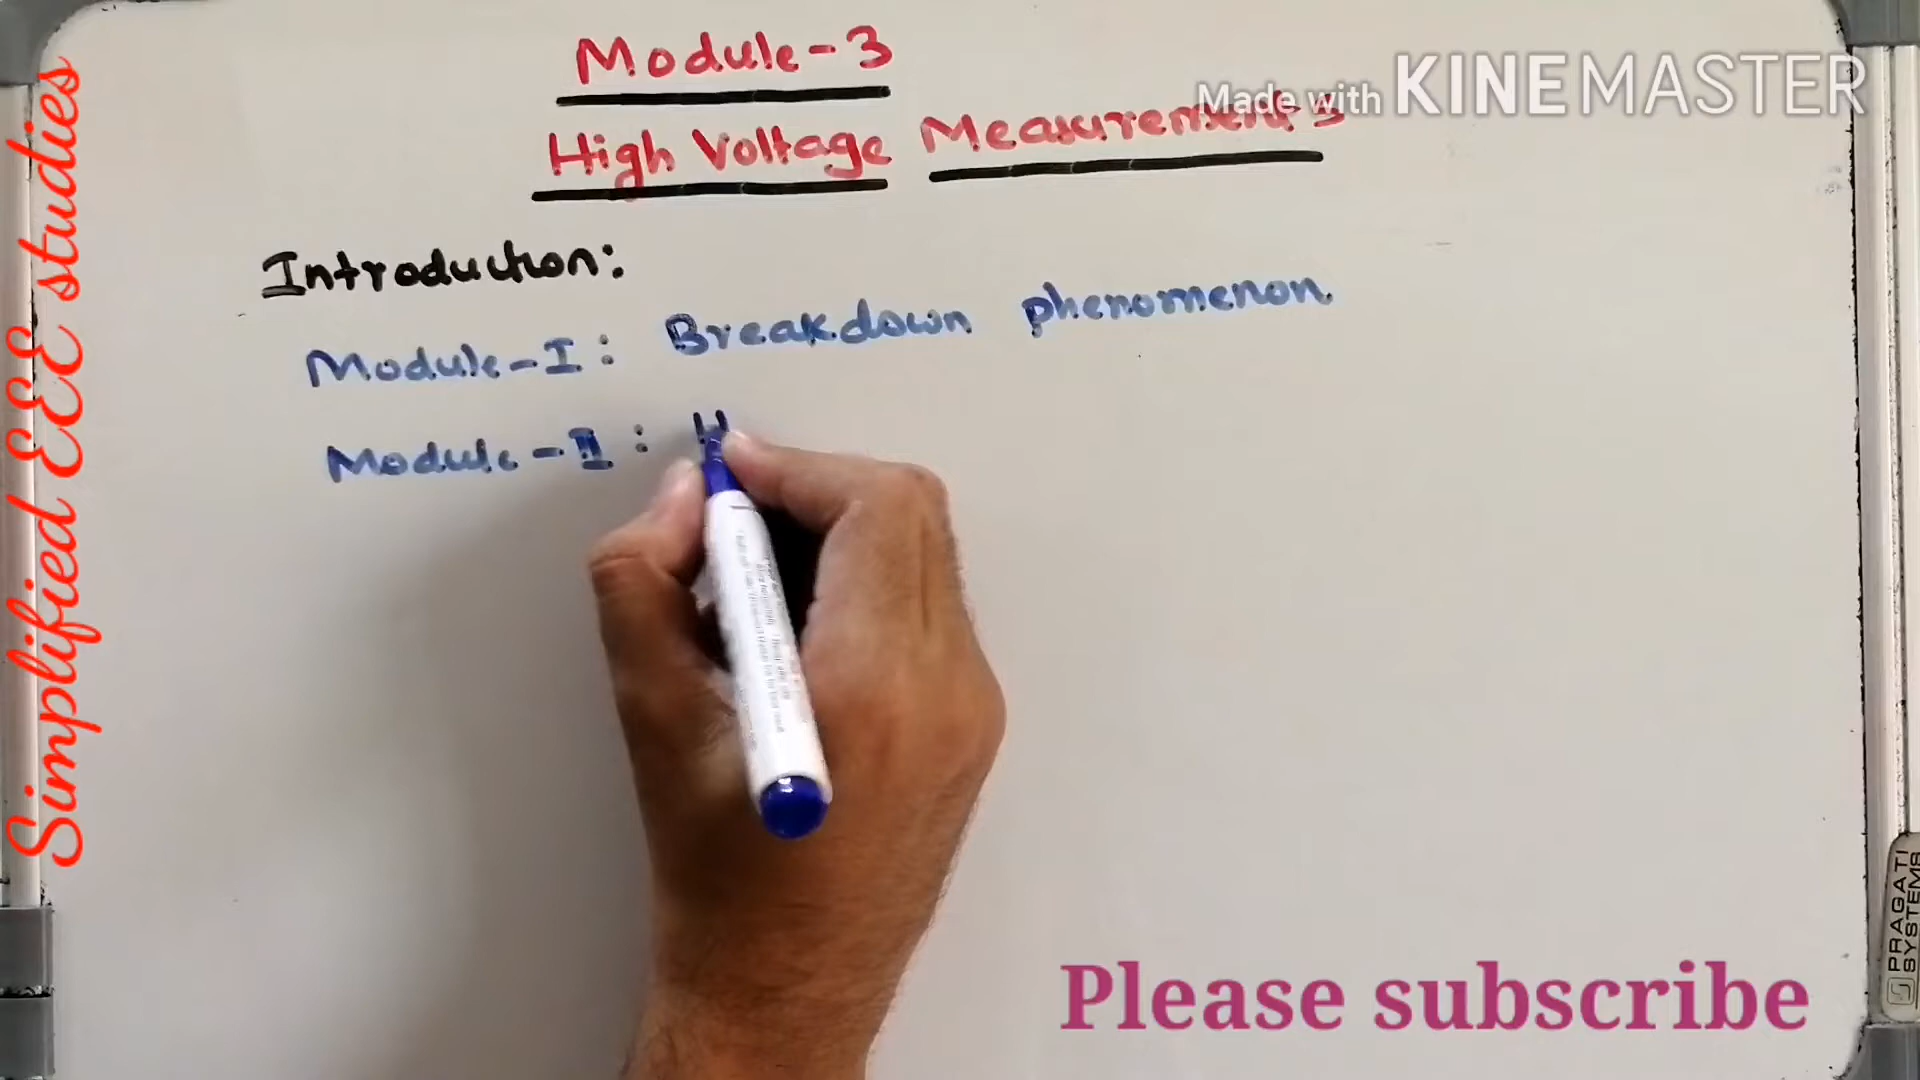 Module-3
Made with KINEMASTER
High Voltage Measurements
Introduction:
Module-I: Breakdown phenomenon
Module-II: H
Simplified EEE studies
Please subscribe
PRAGATI
SYSTEMS